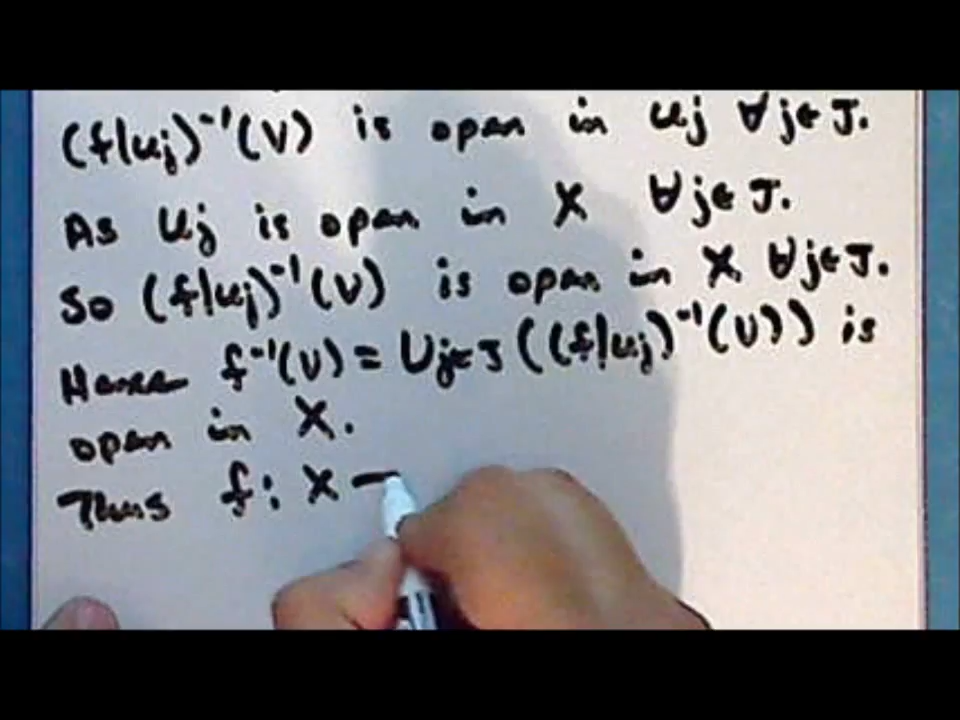 (f|Uj)⁻¹(V) is open in Uj ∀j∈J.
As Uj is open in X ∀j∈J.
So (f|Uj)⁻¹(V) is open in X ∀j∈J.
Hence f⁻¹(V) = ∪j∈J ((f|Uj)⁻¹(V)) is
open in X.
Thus f: X –